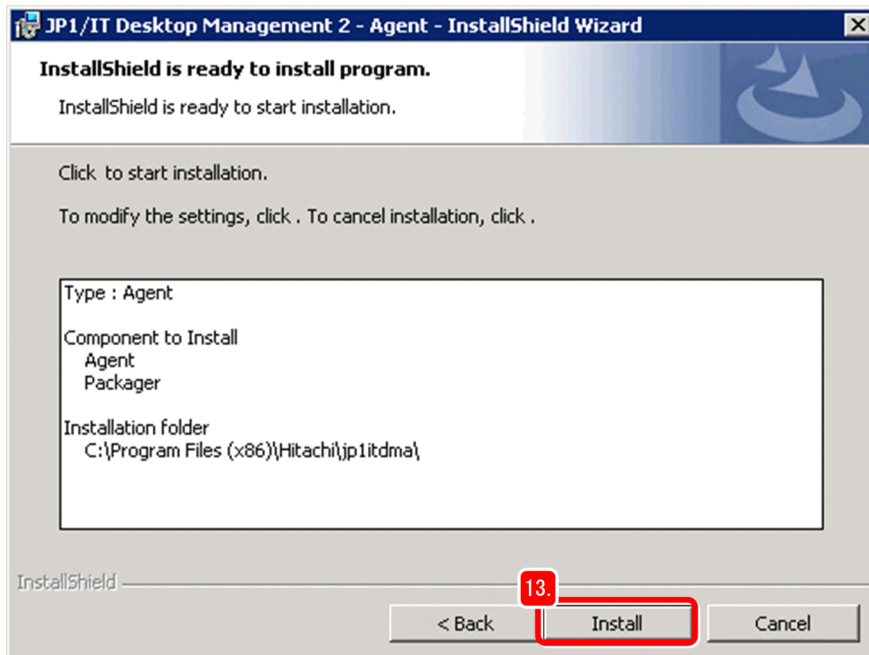 JP1/IT Desktop Management 2 - Agent - InstallShield Wizard
InstallShield is ready to install program.
InstallShield is ready to start installation.
Click  to start installation.
To modify the settings, click . To cancel installation, click .
Type : Agent
Component to Install
Agent
Packager
Installation folder
C:\Program Files (x86)\Hitachi\jp1itdma\
InstallShield
13.
< Back
Install
Cancel